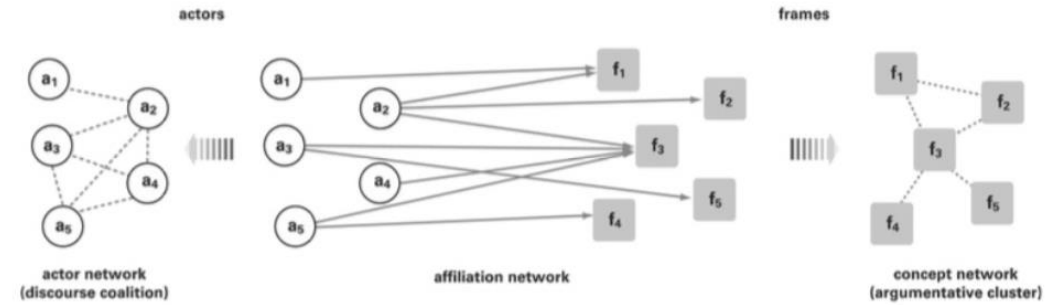 actors
frames
a1
a2
a3
a4
a5
a1
a2
a3
a4
a5
f1
f2
f3
f5
f4
f1
f2
f3
f5
f4
actor network
(discourse coalition)
affiliation network
concept network
(argumentative cluster)